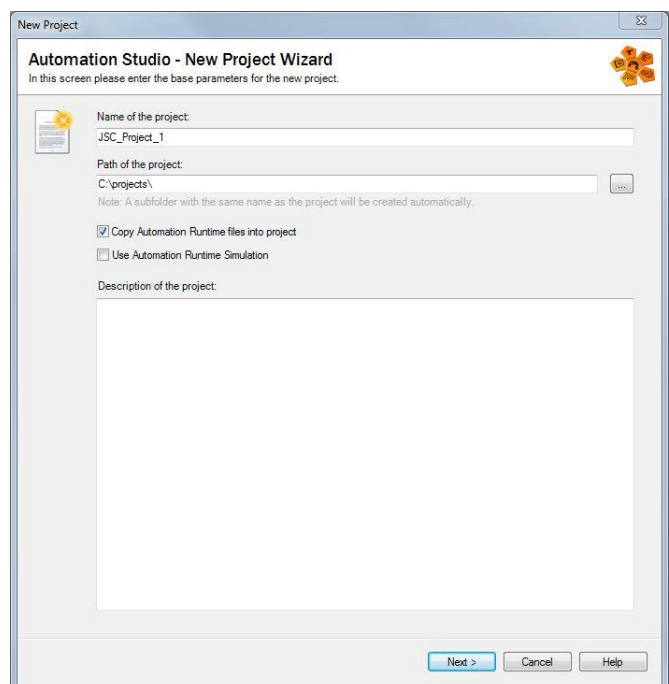 New Project
Automation Studio - New Project Wizard
In this screen please enter the base parameters for the new project.
Name of the project:
JSC_Project_1
Path of the project:
C:\projects\
...
Note: A subfolder with the same name as the project will be created automatically.
Copy Automation Runtime files into project
Use Automation Runtime Simulation
Description of the project:
Next >
Cancel
Help